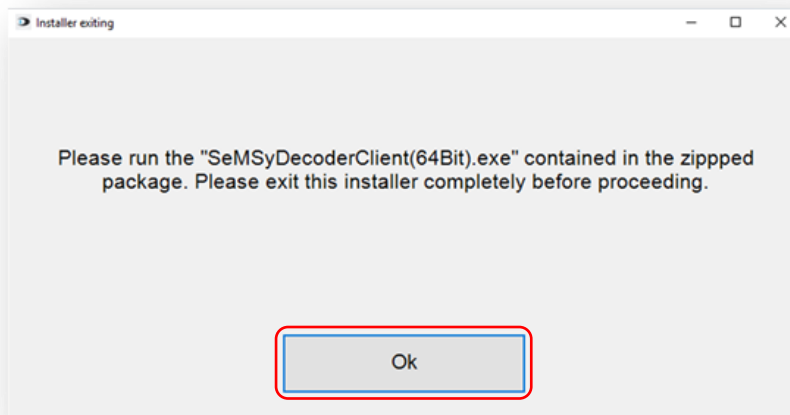 Installer exiting
Please run the "SeMSyDecoderClient(64Bit).exe" contained in the zippped
package. Please exit this installer completely before proceeding.
Ok